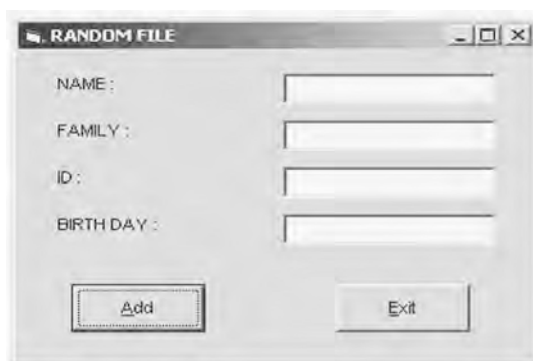 RANDOM FILE
NAME :
FAMILY :
ID :
BIRTH DAY :
Add
Exit